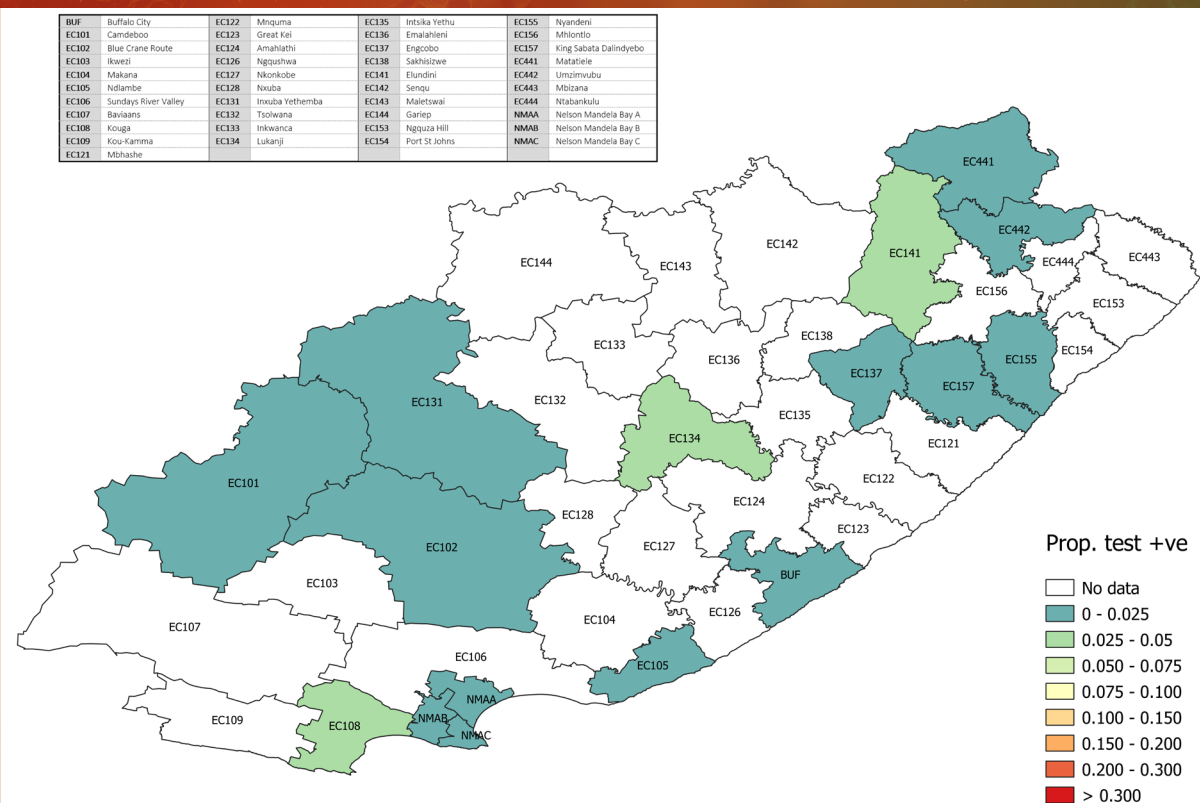 BUF Buffalo City EC122 Mnquma EC135 Intsika Yethu EC155 Nyandeni
EC101 Camdeboo EC123 Great Kei EC136 Emalahleni EC156 Mhlontlo
EC102 Blue Crane Route EC124 Amahlathi EC137 Engcobo EC157 King Sabata Dalindyebo
EC103 Ikwezi EC126 Ngqushwa EC138 Sakhisizwe EC441 Matatiele
EC104 Makana EC127 Nkonkobe EC141 Elundini EC442 Umzimvubu
EC105 Ndlambe EC128 Nxuba EC142 Senqu EC443 Mbizana
EC106 Sundays River Valley EC131 Inxuba Yethemba EC143 Maletswai EC444 Ntabankulu
EC107 Baviaans EC132 Tsolwana EC144 Gariep NMAA Nelson Mandela Bay A
EC108 Kouga EC133 Inkwanca EC153 Ngquza Hill NMAB Nelson Mandela Bay B
EC109 Kou-Kamma EC134 Lukanji EC154 Port St Johns NMAC Nelson Mandela Bay C
EC121 Mbhashe
EC441
EC442
EC142
EC141
EC444
EC443
EC144
EC143
EC156
EC153
EC138
EC133
EC136
EC154
EC155
EC137
EC157
EC131
EC132
EC135
EC134
EC121
EC101
EC122
EC124
EC128
EC123
EC102
EC127
BUF
EC103
EC126
EC104
EC107
EC106
EC105
NMAA
EC109
EC108
NMAB
NMAC
Prop. test +ve
No data
0 - 0.025
0.025 - 0.05
0.050 - 0.075
0.075 - 0.100
0.100 - 0.150
0.150 - 0.200
0.200 - 0.300
> 0.300